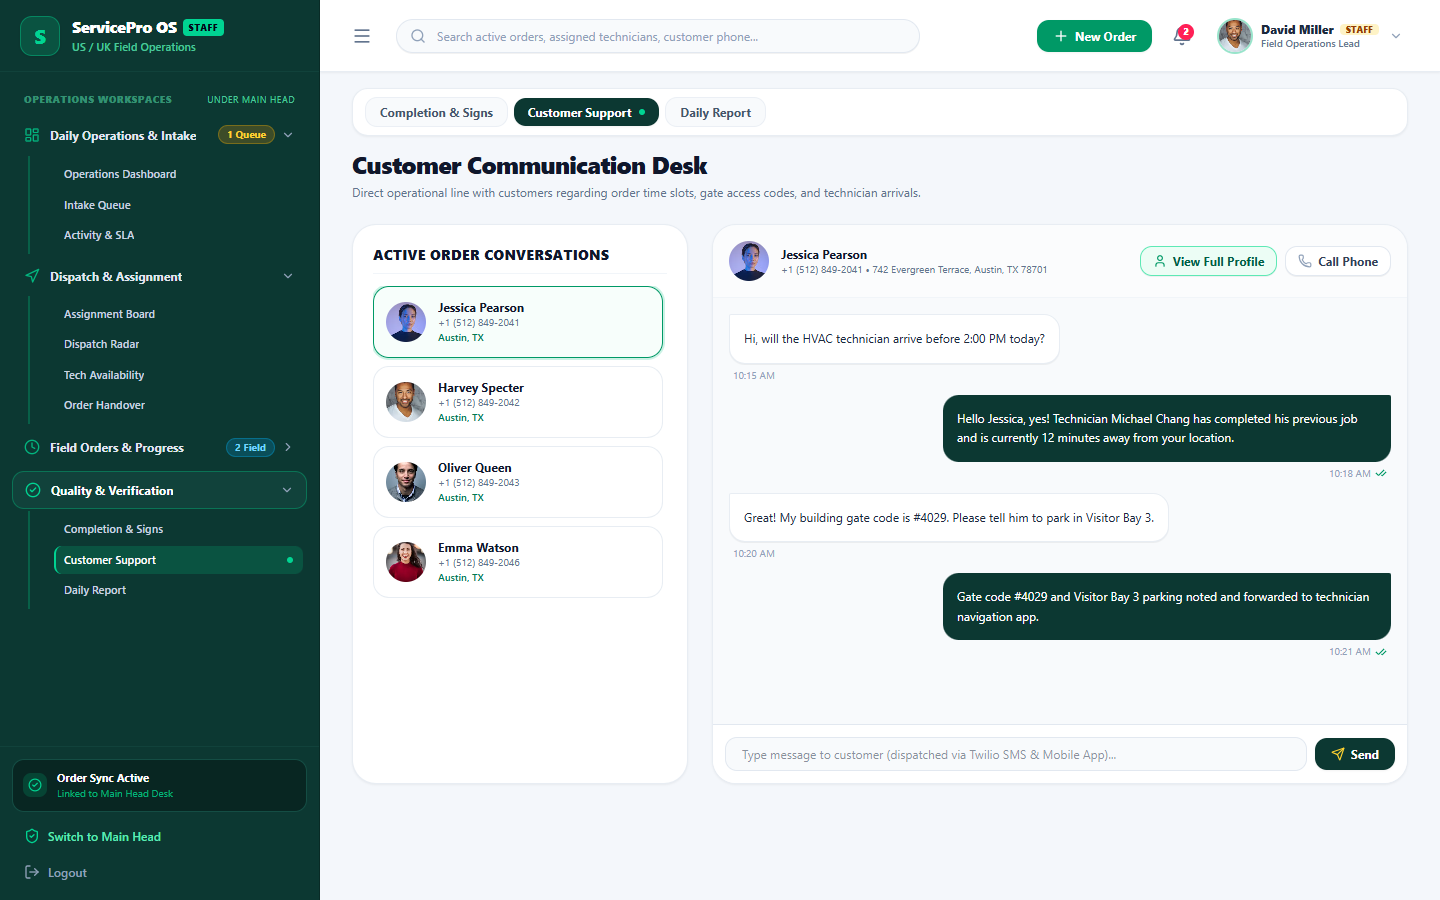 S
ServicePro OS STAFF
US / UK Field Operations
OPERATIONS WORKSPACES UNDER MAIN HEAD
Daily Operations & Intake 1 Queue
Operations Dashboard
Intake Queue
Activity & SLA
Dispatch & Assignment
Assignment Board
Dispatch Radar
Tech Availability
Order Handover
Field Orders & Progress 2 Field
Quality & Verification
Completion & Signs
Customer Support
Daily Report
Order Sync Active
Linked to Main Head Desk
Switch to Main Head
Logout
Search active orders, assigned technicians, customer phone...
New Order
2
David Miller STAFF
Field Operations Lead
Completion & Signs
Customer Support
Daily Report
Customer Communication Desk
Direct operational line with customers regarding order time slots, gate access codes, and technician arrivals.
ACTIVE ORDER CONVERSATIONS
Jessica Pearson
+1 (512) 849-2041
Austin, TX
Harvey Specter
+1 (512) 849-2042
Austin, TX
Oliver Queen
+1 (512) 849-2043
Austin, TX
Emma Watson
+1 (512) 849-2046
Austin, TX
Jessica Pearson
+1 (512) 849-2041 • 742 Evergreen Terrace, Austin, TX 78701
View Full Profile
Call Phone
Hi, will the HVAC technician arrive before 2:00 PM today?
10:15 AM
Hello Jessica, yes! Technician Michael Chang has completed his previous job
and is currently 12 minutes away from your location.
10:18 AM
Great! My building gate code is #4029. Please tell him to park in Visitor Bay 3.
10:20 AM
Gate code #4029 and Visitor Bay 3 parking noted and forwarded to technician
navigation app.
10:21 AM
Type message to customer (dispatched via Twilio SMS & Mobile App)...
Send